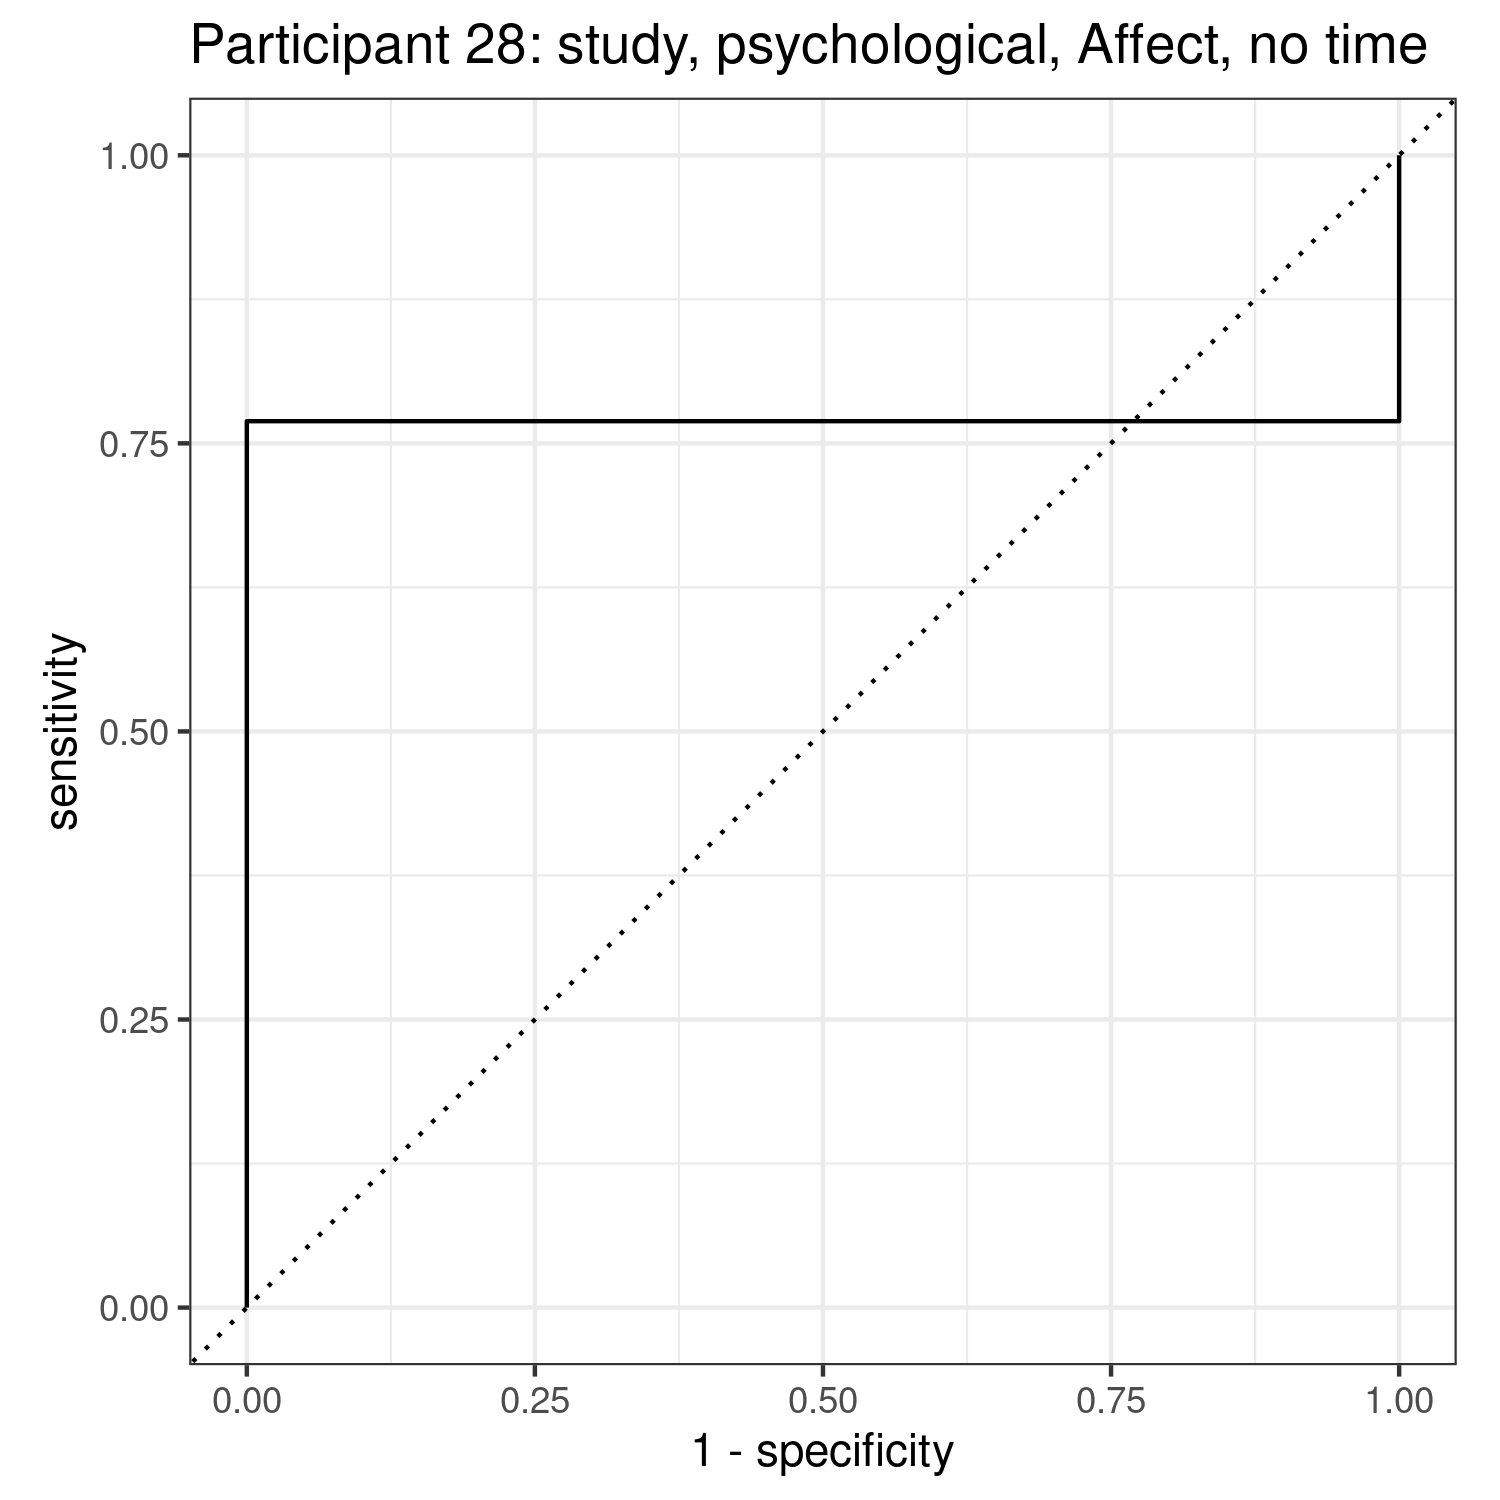 Participant 28: study, psychological, Affect, no time
1.00
0.75
0.50
0.25
0.00
sensitivity
0.00 0.25 0.50 0.75 1.00
1 - specificity